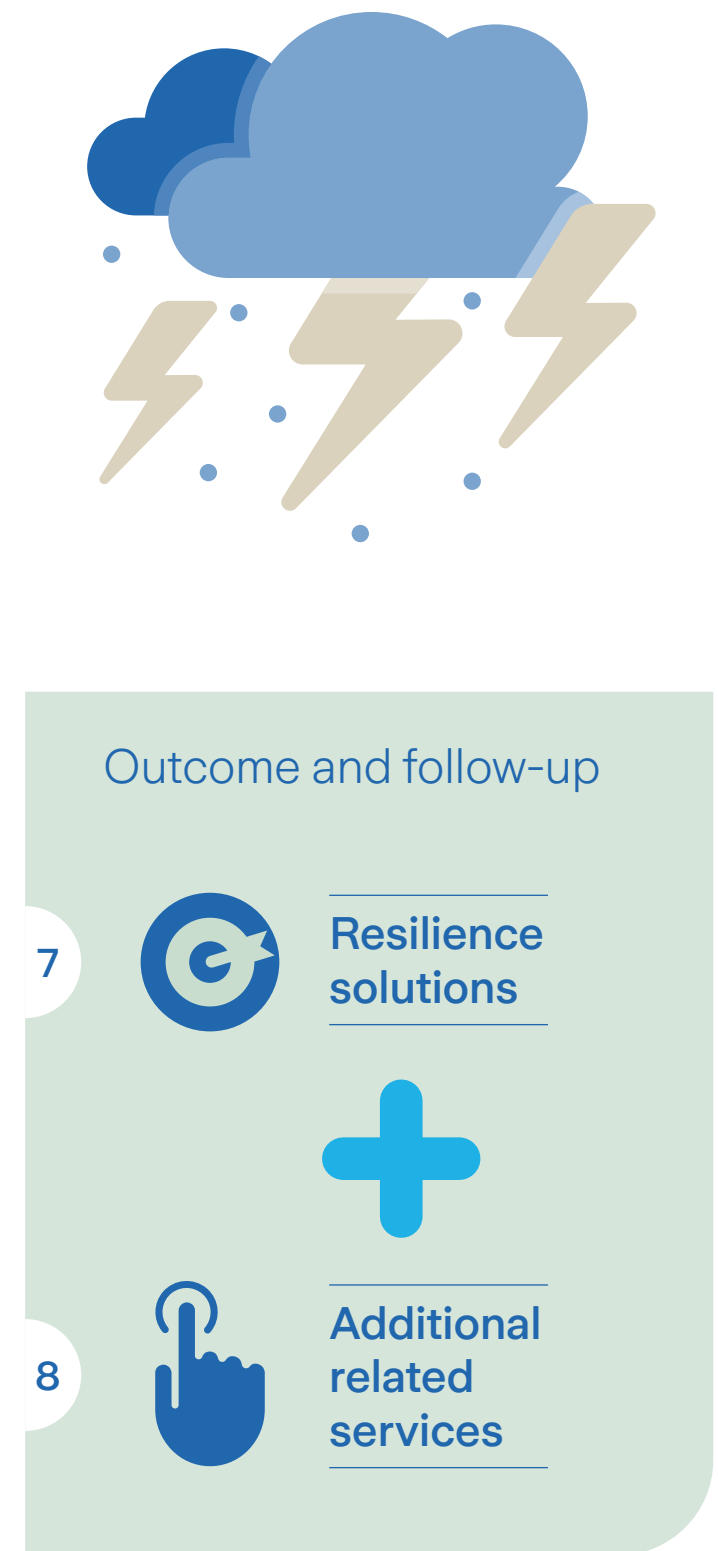 Outcome and follow-up
7
Resilience
solutions
8
Additional
related
services